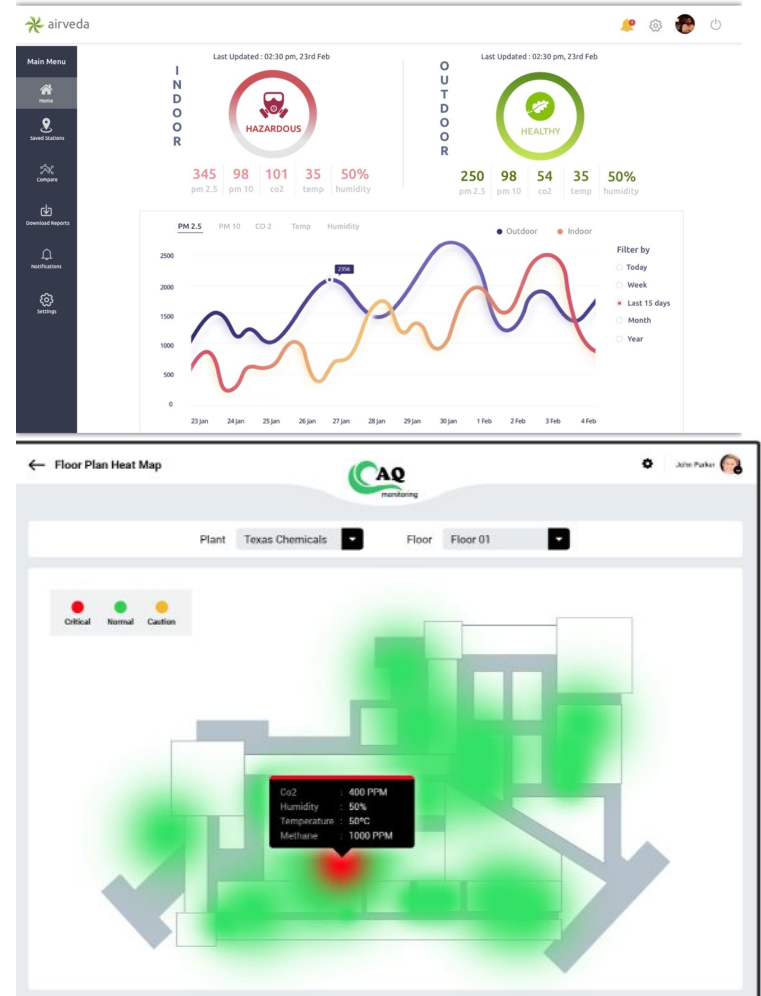 airveda
Main Menu
Home
Saved Stations
Compare
Download Reports
Notifications
Settings
INDOOR
Last Updated : 02:30 pm, 23rd Feb
HAZARDOUS
345 98 101 35 50%
pm 2.5 pm 10 co2 temp humidity
OUTDOOR
Last Updated : 02:30 pm, 23rd Feb
HEALTHY
250 98 54 35 50%
pm 2.5 pm 10 co2 temp humidity
PM 2.5 PM 10 CO 2 Temp Humidity
Outdoor Indoor
2500
2000
1500
1000
500
0
2356
23 Jan 24 Jan 25 Jan 26 Jan 27 Jan 28 Jan 29 Jan 30 Jan 1 Feb 2 Feb 3 Feb 4 Feb
Filter by
Today
Week
Last 15 days
Month
Year
Floor Plan Heat Map
AQ
monitoring
John Parker
Plant Texas Chemicals Floor Floor 01
Critical Normal Caution
Co2 : 400 PPM
Humidity : 50%
Temperature : 50°C
Methane : 1000 PPM